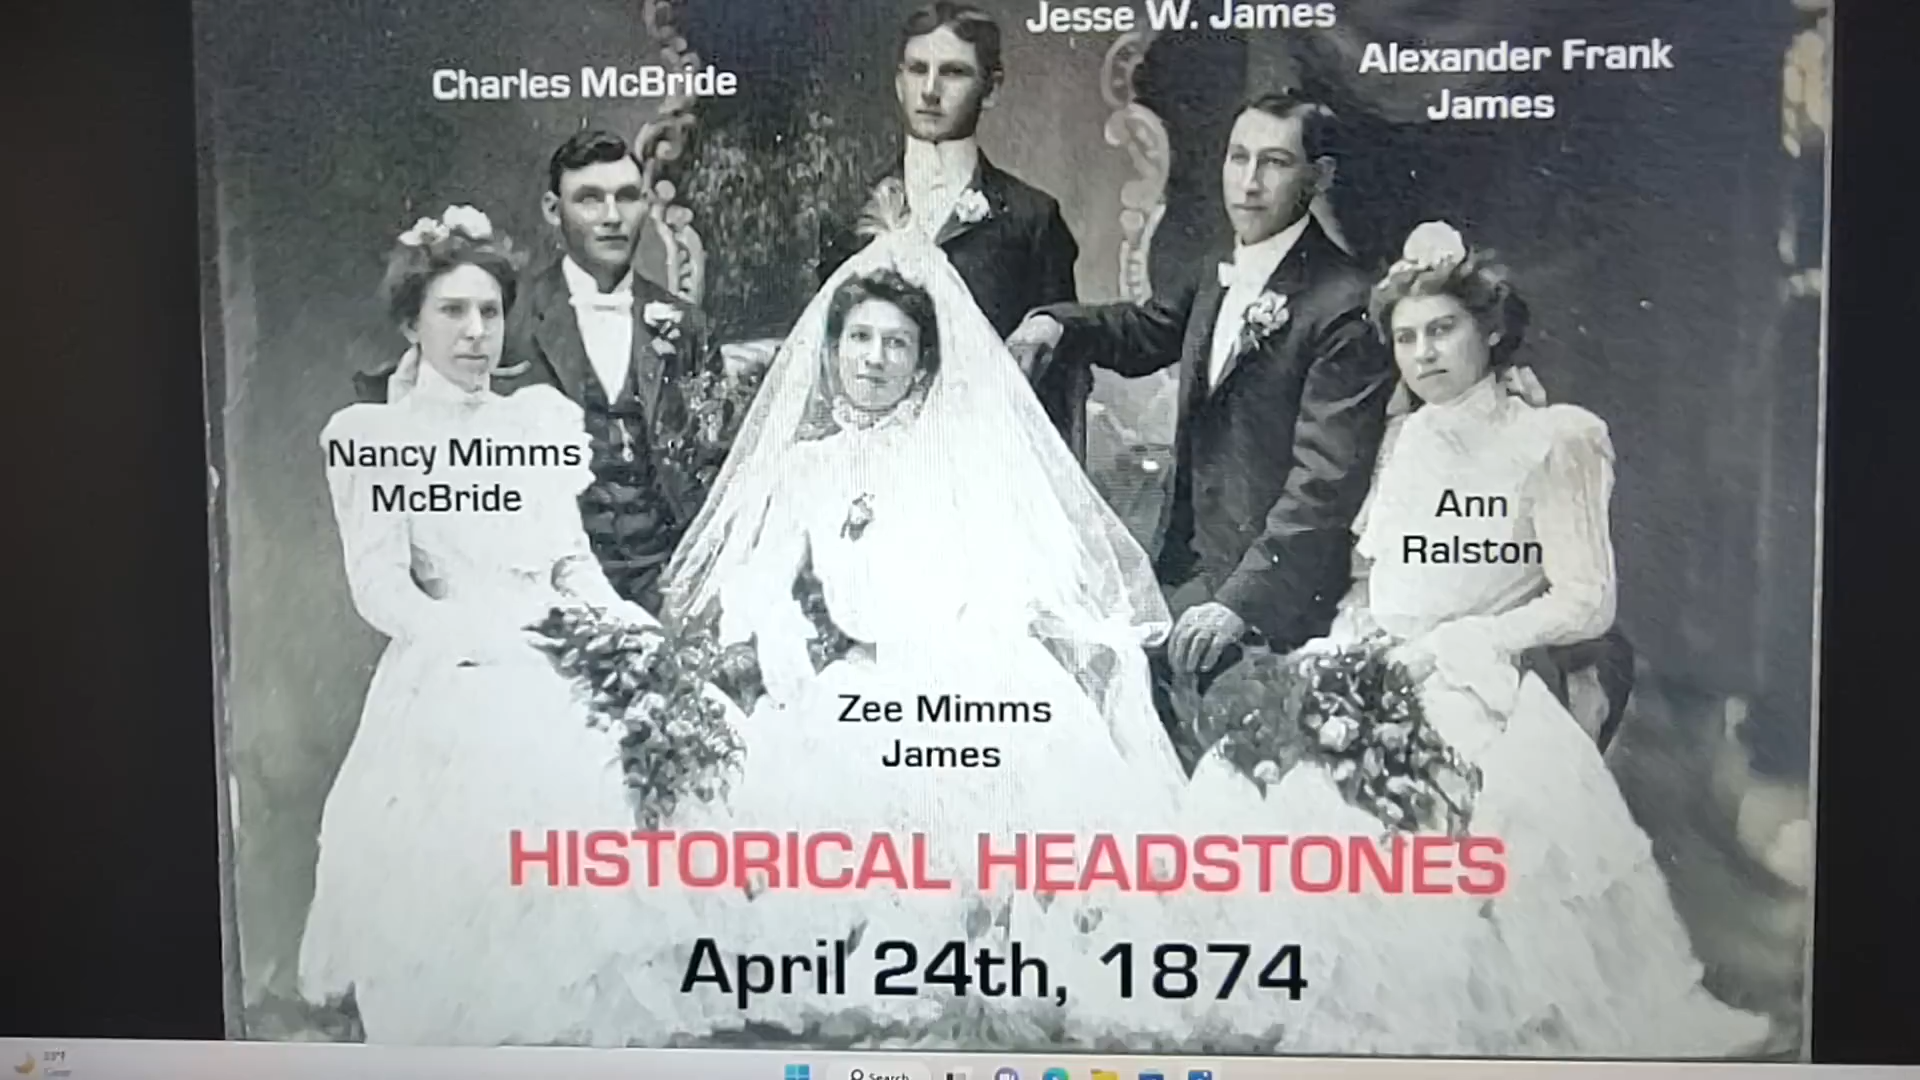 Jesse W. James
Charles McBride
Alexander Frank
James
Nancy Mimms
McBride
Ann
Ralston
Zee Mimms
James
HISTORICAL HEADSTONES
April 24th, 1874
Search